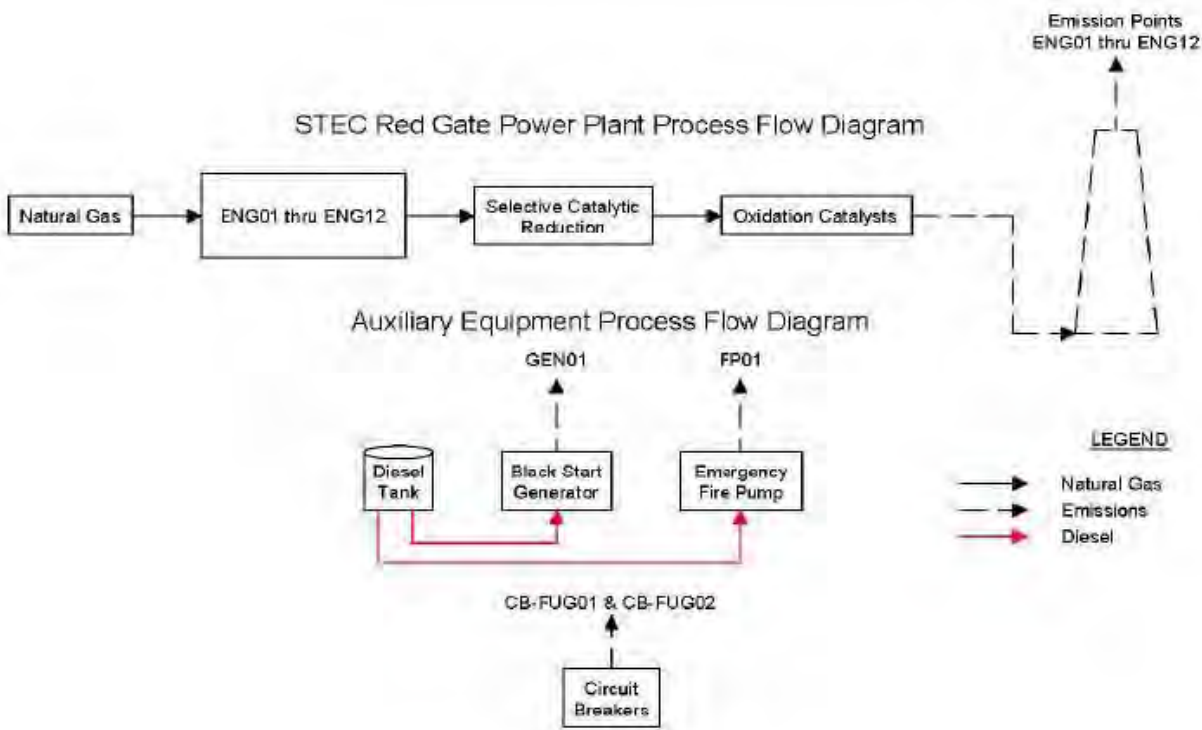 Emission Points
ENG01 thru ENG12
STEC Red Gate Power Plant Process Flow Diagram
Natural Gas
ENG01 thru ENG12
Selective Catalytic
Reduction
Oxidation Catalysts
Auxiliary Equipment Process Flow Diagram
GEN01
FP01
Diesel
Tank
Black Start
Generator
Emergency
Fire Pump
LEGEND
Natural Gas
Emissions
Diesel
CB-FUG01 & CB-FUG02
Circuit
Breakers